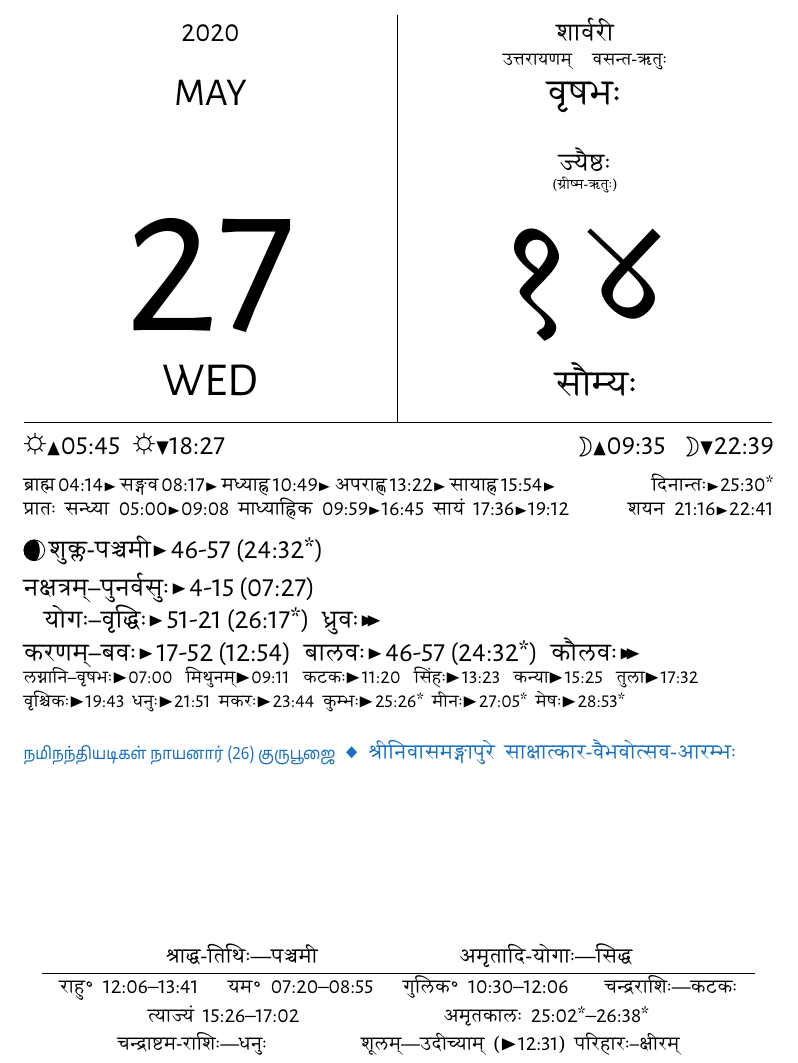 2020
MAY
27
WED
शार्वरी
उत्तरायणम् वसन्त-ऋतुः
वृषभः
ज्यैष्ठः
(ग्रीष्म-ऋतुः)
१४
सौम्यः
▲05:45 ▼18:27 ▲09:35 ▼22:39
ब्राह्म 04:14► सङ्गव 08:17► मध्याह्न 10:49► अपराह्ण 13:22► सायाह्न 15:54► दिनान्तः►25:30*
प्रातः सन्ध्या 05:00►09:08 माध्याह्निक 09:59►16:45 सायं 17:36►19:12 शयन 21:16►22:41
शुक्ल-पञ्चमी►46-57 (24:32*)
नक्षत्रम्–पुनर्वसुः►4-15 (07:27)
योगः–वृद्धिः►51-21 (26:17*) ध्रुवः►►
करणम्–बवः►17-52 (12:54) बालवः►46-57 (24:32*) कौलवः►►
लग्नानि–वृषभः►07:00 मिथुनम्►09:11 कटकः►11:20 सिंहः►13:23 कन्या►15:25 तुला►17:32
वृश्चिकः►19:43 धनुः►21:51 मकरः►23:44 कुम्भः►25:26* मीनः►27:05* मेषः►28:53*
நமிநந்தியடிகள் நாயனார் (26) குருபூஜை ◆ श्रीनिवासमङ्गापुरे साक्षात्कार-वैभवोत्सव-आरम्भः
श्राद्ध-तिथिः—पञ्चमी अमृतादि-योगाः—सिद्ध
राहु° 12:06–13:41 यम° 07:20–08:55 गुलिक° 10:30–12:06 चन्द्रराशिः—कटकः
त्याज्यं 15:26–17:02 अमृतकालः 25:02*–26:38*
चन्द्राष्टम-राशिः—धनुः शूलम्—उदीच्याम् (►12:31) परिहारः–क्षीरम्